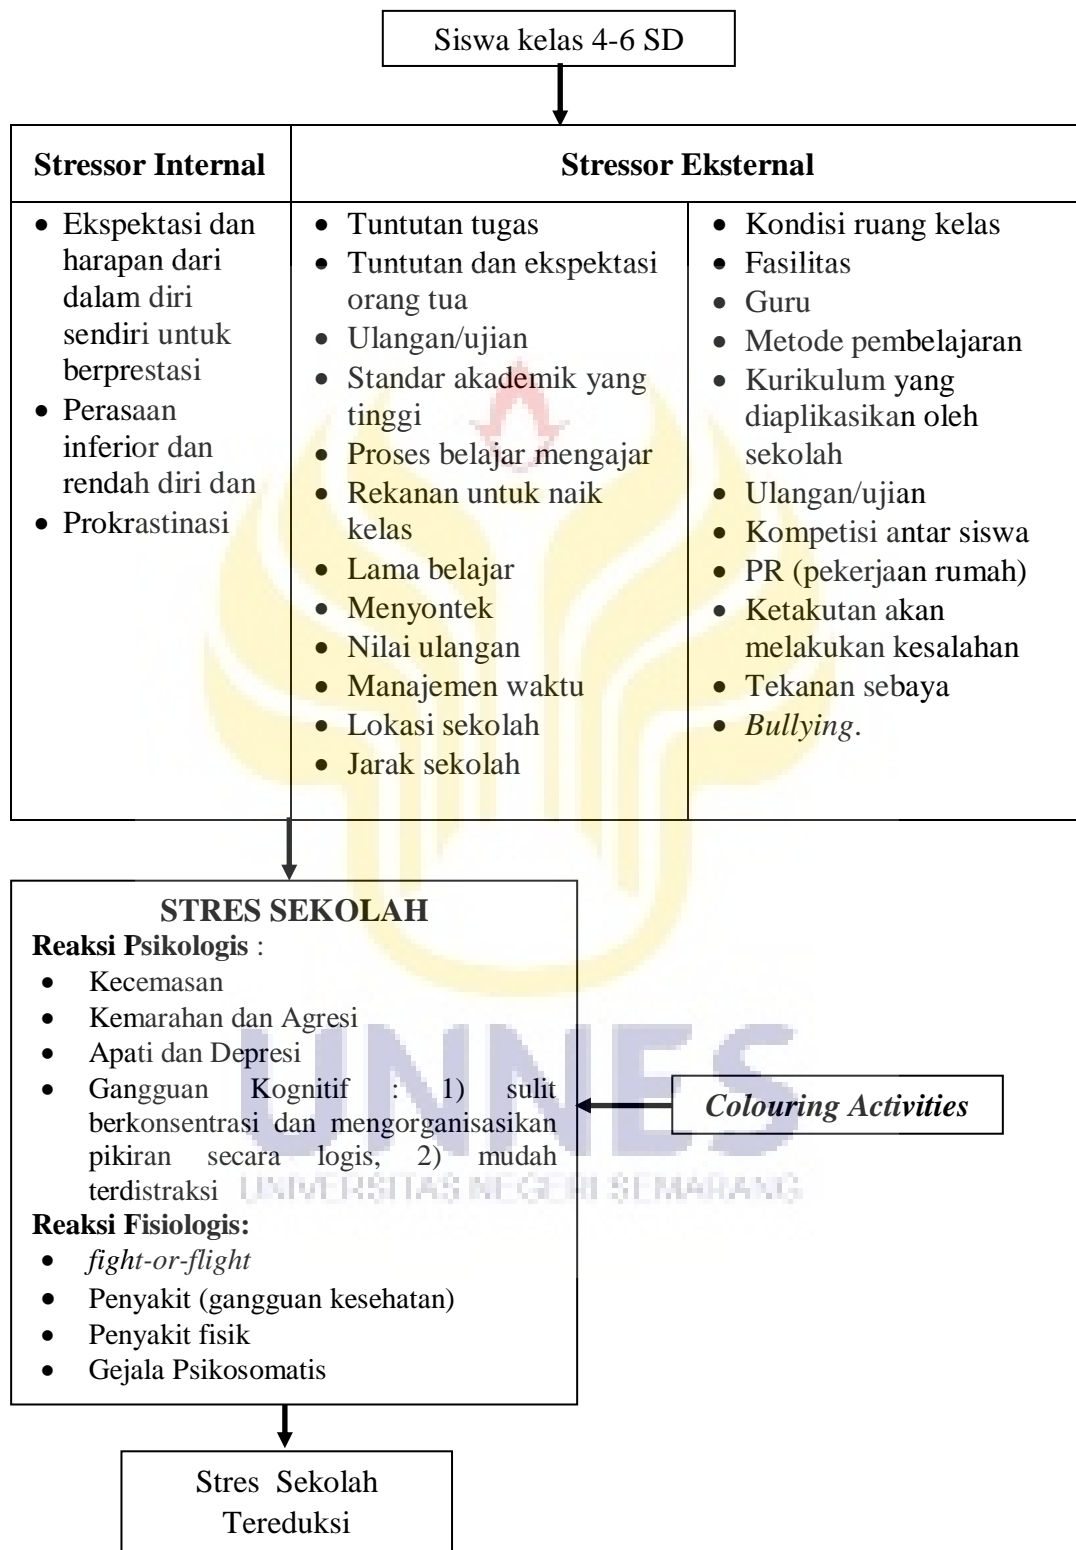 Siswa kelas 4-6 SD
Stressor Internal
Stressor Eksternal
• Ekspektasi dan
harapan dari
dalam diri
sendiri untuk
berprestasi
• Perasaan
inferior dan
rendah diri dan
• Prokrastinasi
• Tuntutan tugas
• Tuntutan dan ekspektasi
orang tua
• Ulangan/ujian
• Standar akademik yang
tinggi
• Proses belajar mengajar
• Rekanan untuk naik
kelas
• Lama belajar
• Menyontek
• Nilai ulangan
• Manajemen waktu
• Lokasi sekolah
• Jarak sekolah
• Kondisi ruang kelas
• Fasilitas
• Guru
• Metode pembelajaran
• Kurikulum yang
diaplikasikan oleh
sekolah
• Ulangan/ujian
• Kompetisi antar siswa
• PR (pekerjaan rumah)
• Ketakutan akan
melakukan kesalahan
• Tekanan sebaya
• Bullying.
STRES SEKOLAH
Reaksi Psikologis :
• Kecemasan
• Kemarahan dan Agresi
• Apati dan Depresi
• Gangguan Kognitif : 1) sulit
berkonsentrasi dan mengorganisasikan
pikiran secara logis, 2) mudah
terdistraksi
Reaksi Fisiologis:
• fight-or-flight
• Penyakit (gangguan kesehatan)
• Penyakit fisik
• Gejala Psikosomatis
Colouring Activities
Stres Sekolah
Tereduksi
UNNES
UNIVERSITAS NEGERI SEMARANG